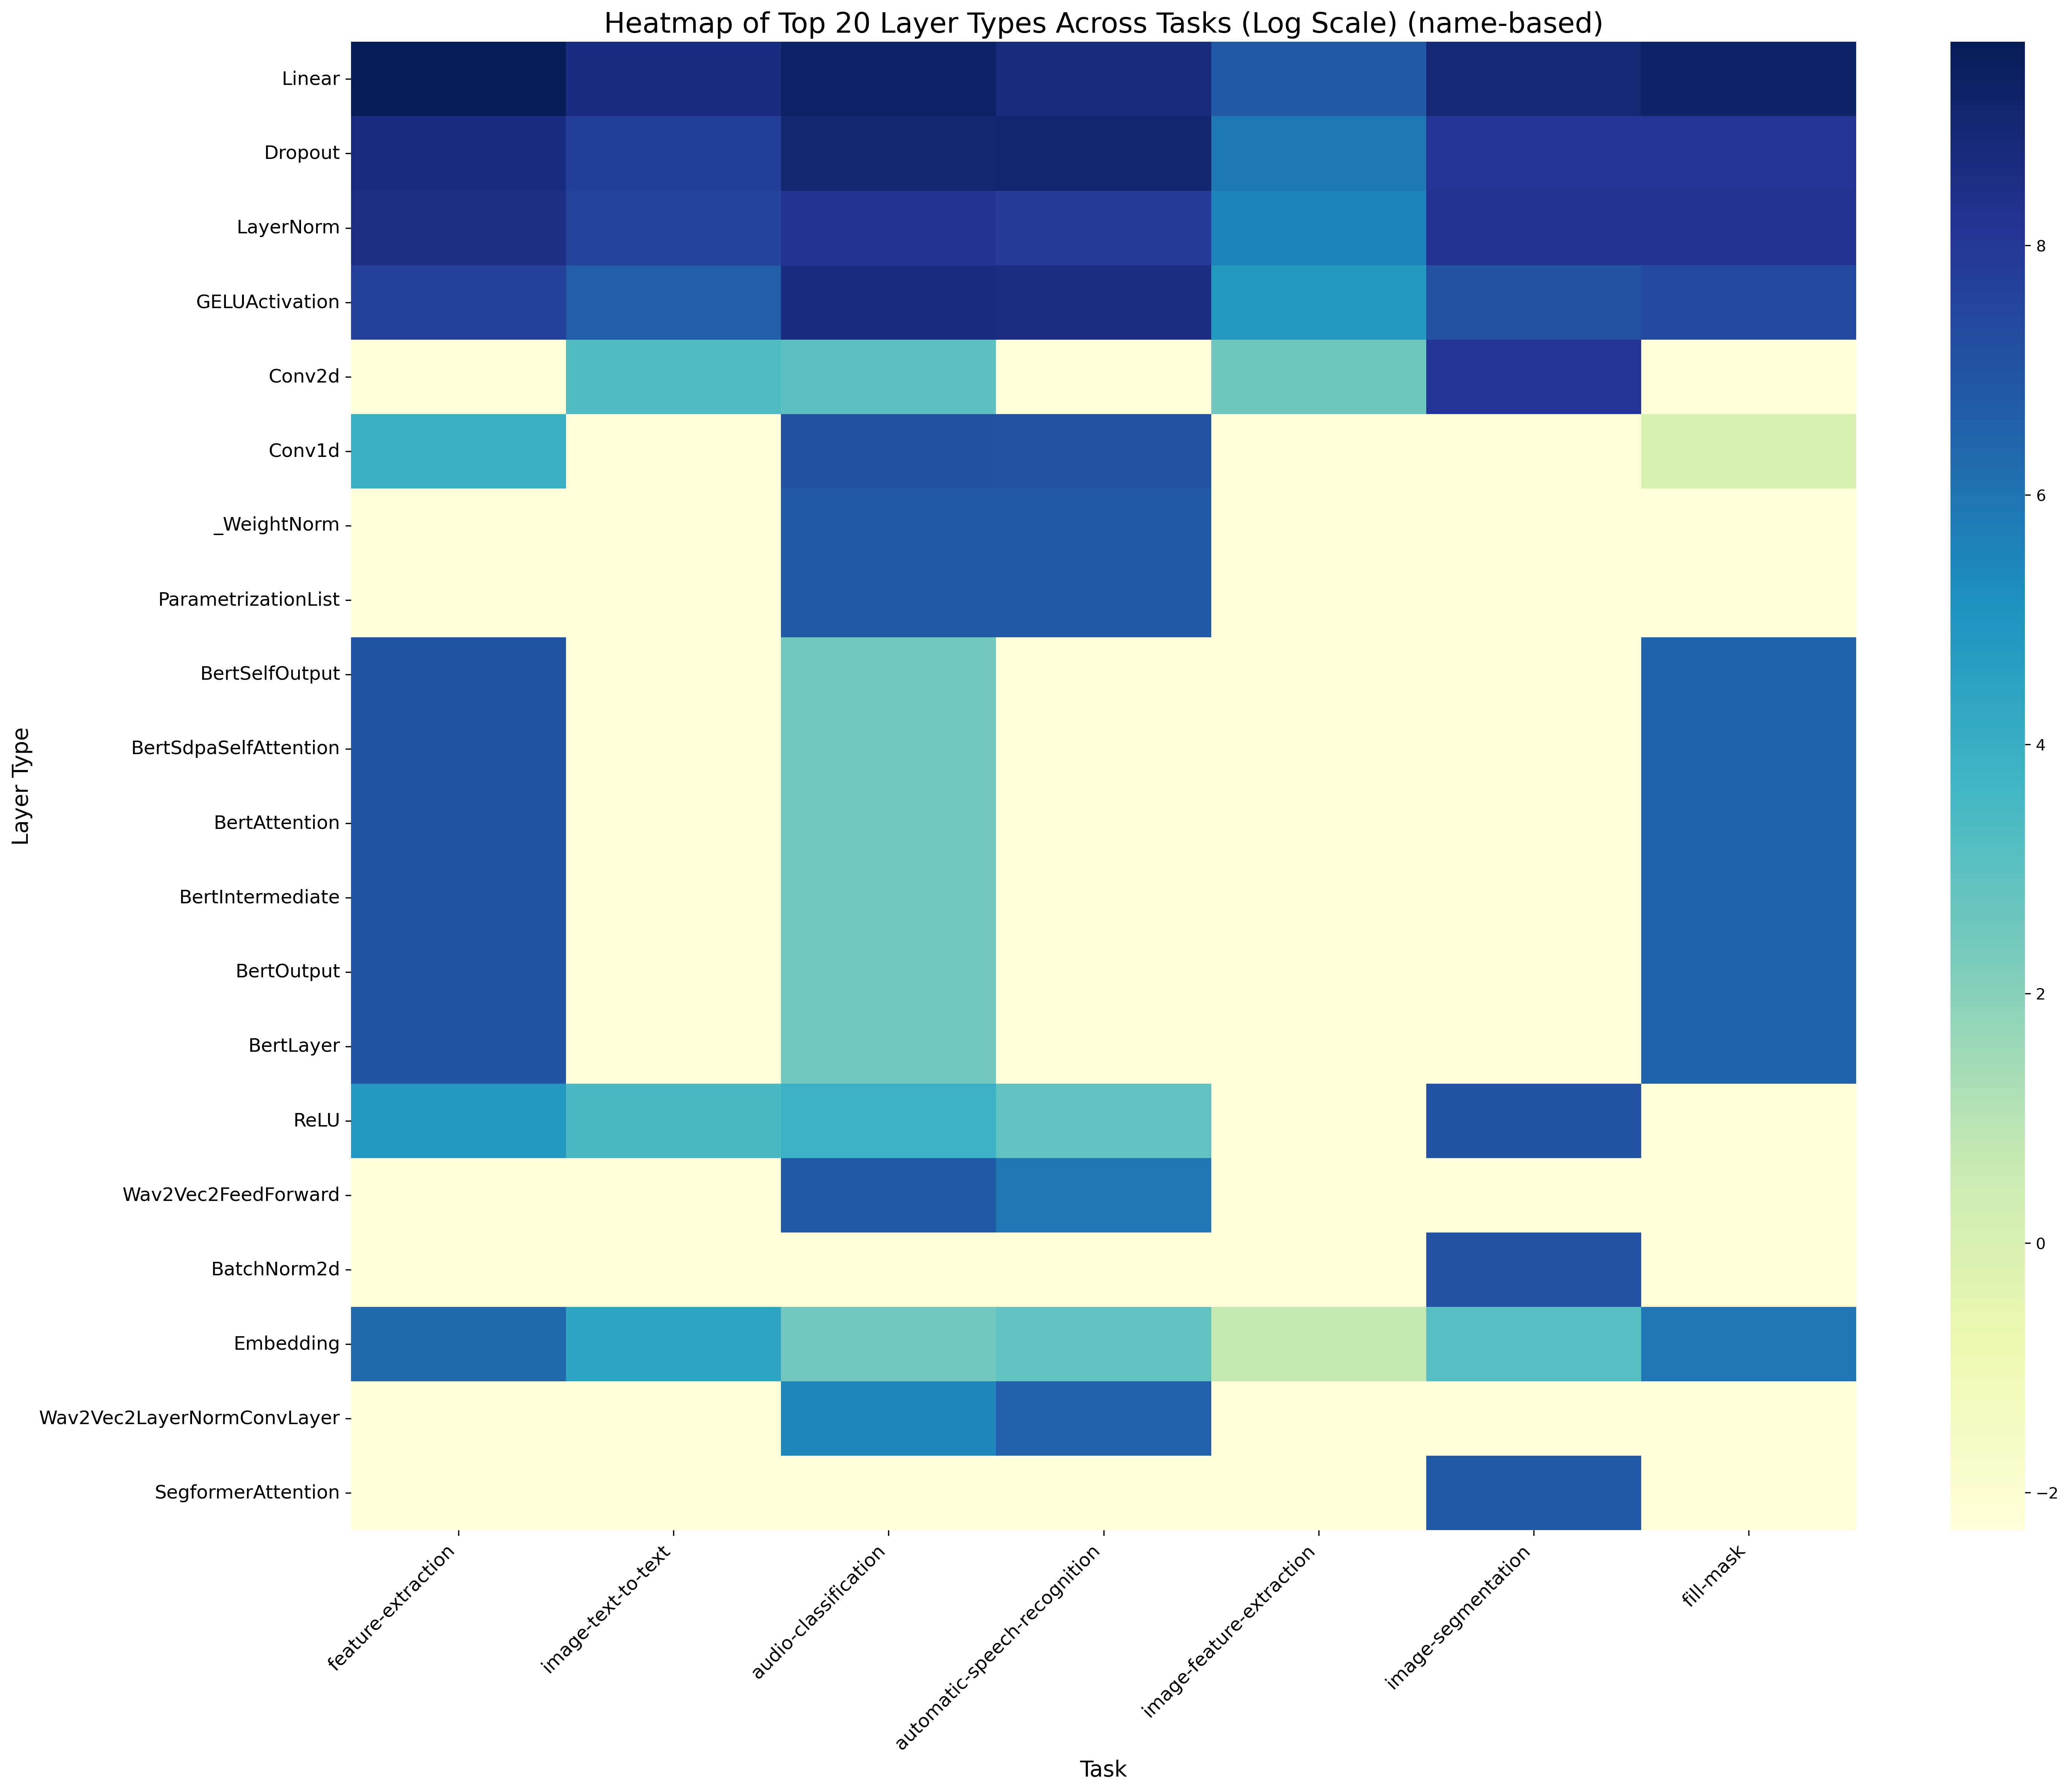 Heatmap of Top 20 Layer Types Across Tasks (Log Scale) (name-based)
Layer Type
Linear
Dropout
LayerNorm
GELUActivation
Conv2d
Conv1d
_WeightNorm
ParametrizationList
BertSelfOutput
BertSdpaSelfAttention
BertAttention
BertIntermediate
BertOutput
BertLayer
ReLU
Wav2Vec2FeedForward
BatchNorm2d
Embedding
Wav2Vec2LayerNormConvLayer
SegformerAttention
feature-extraction
image-text-to-text
audio-classification
automatic-speech-recognition
image-feature-extraction
image-segmentation
fill-mask
Task
8
6
4
2
0
−2